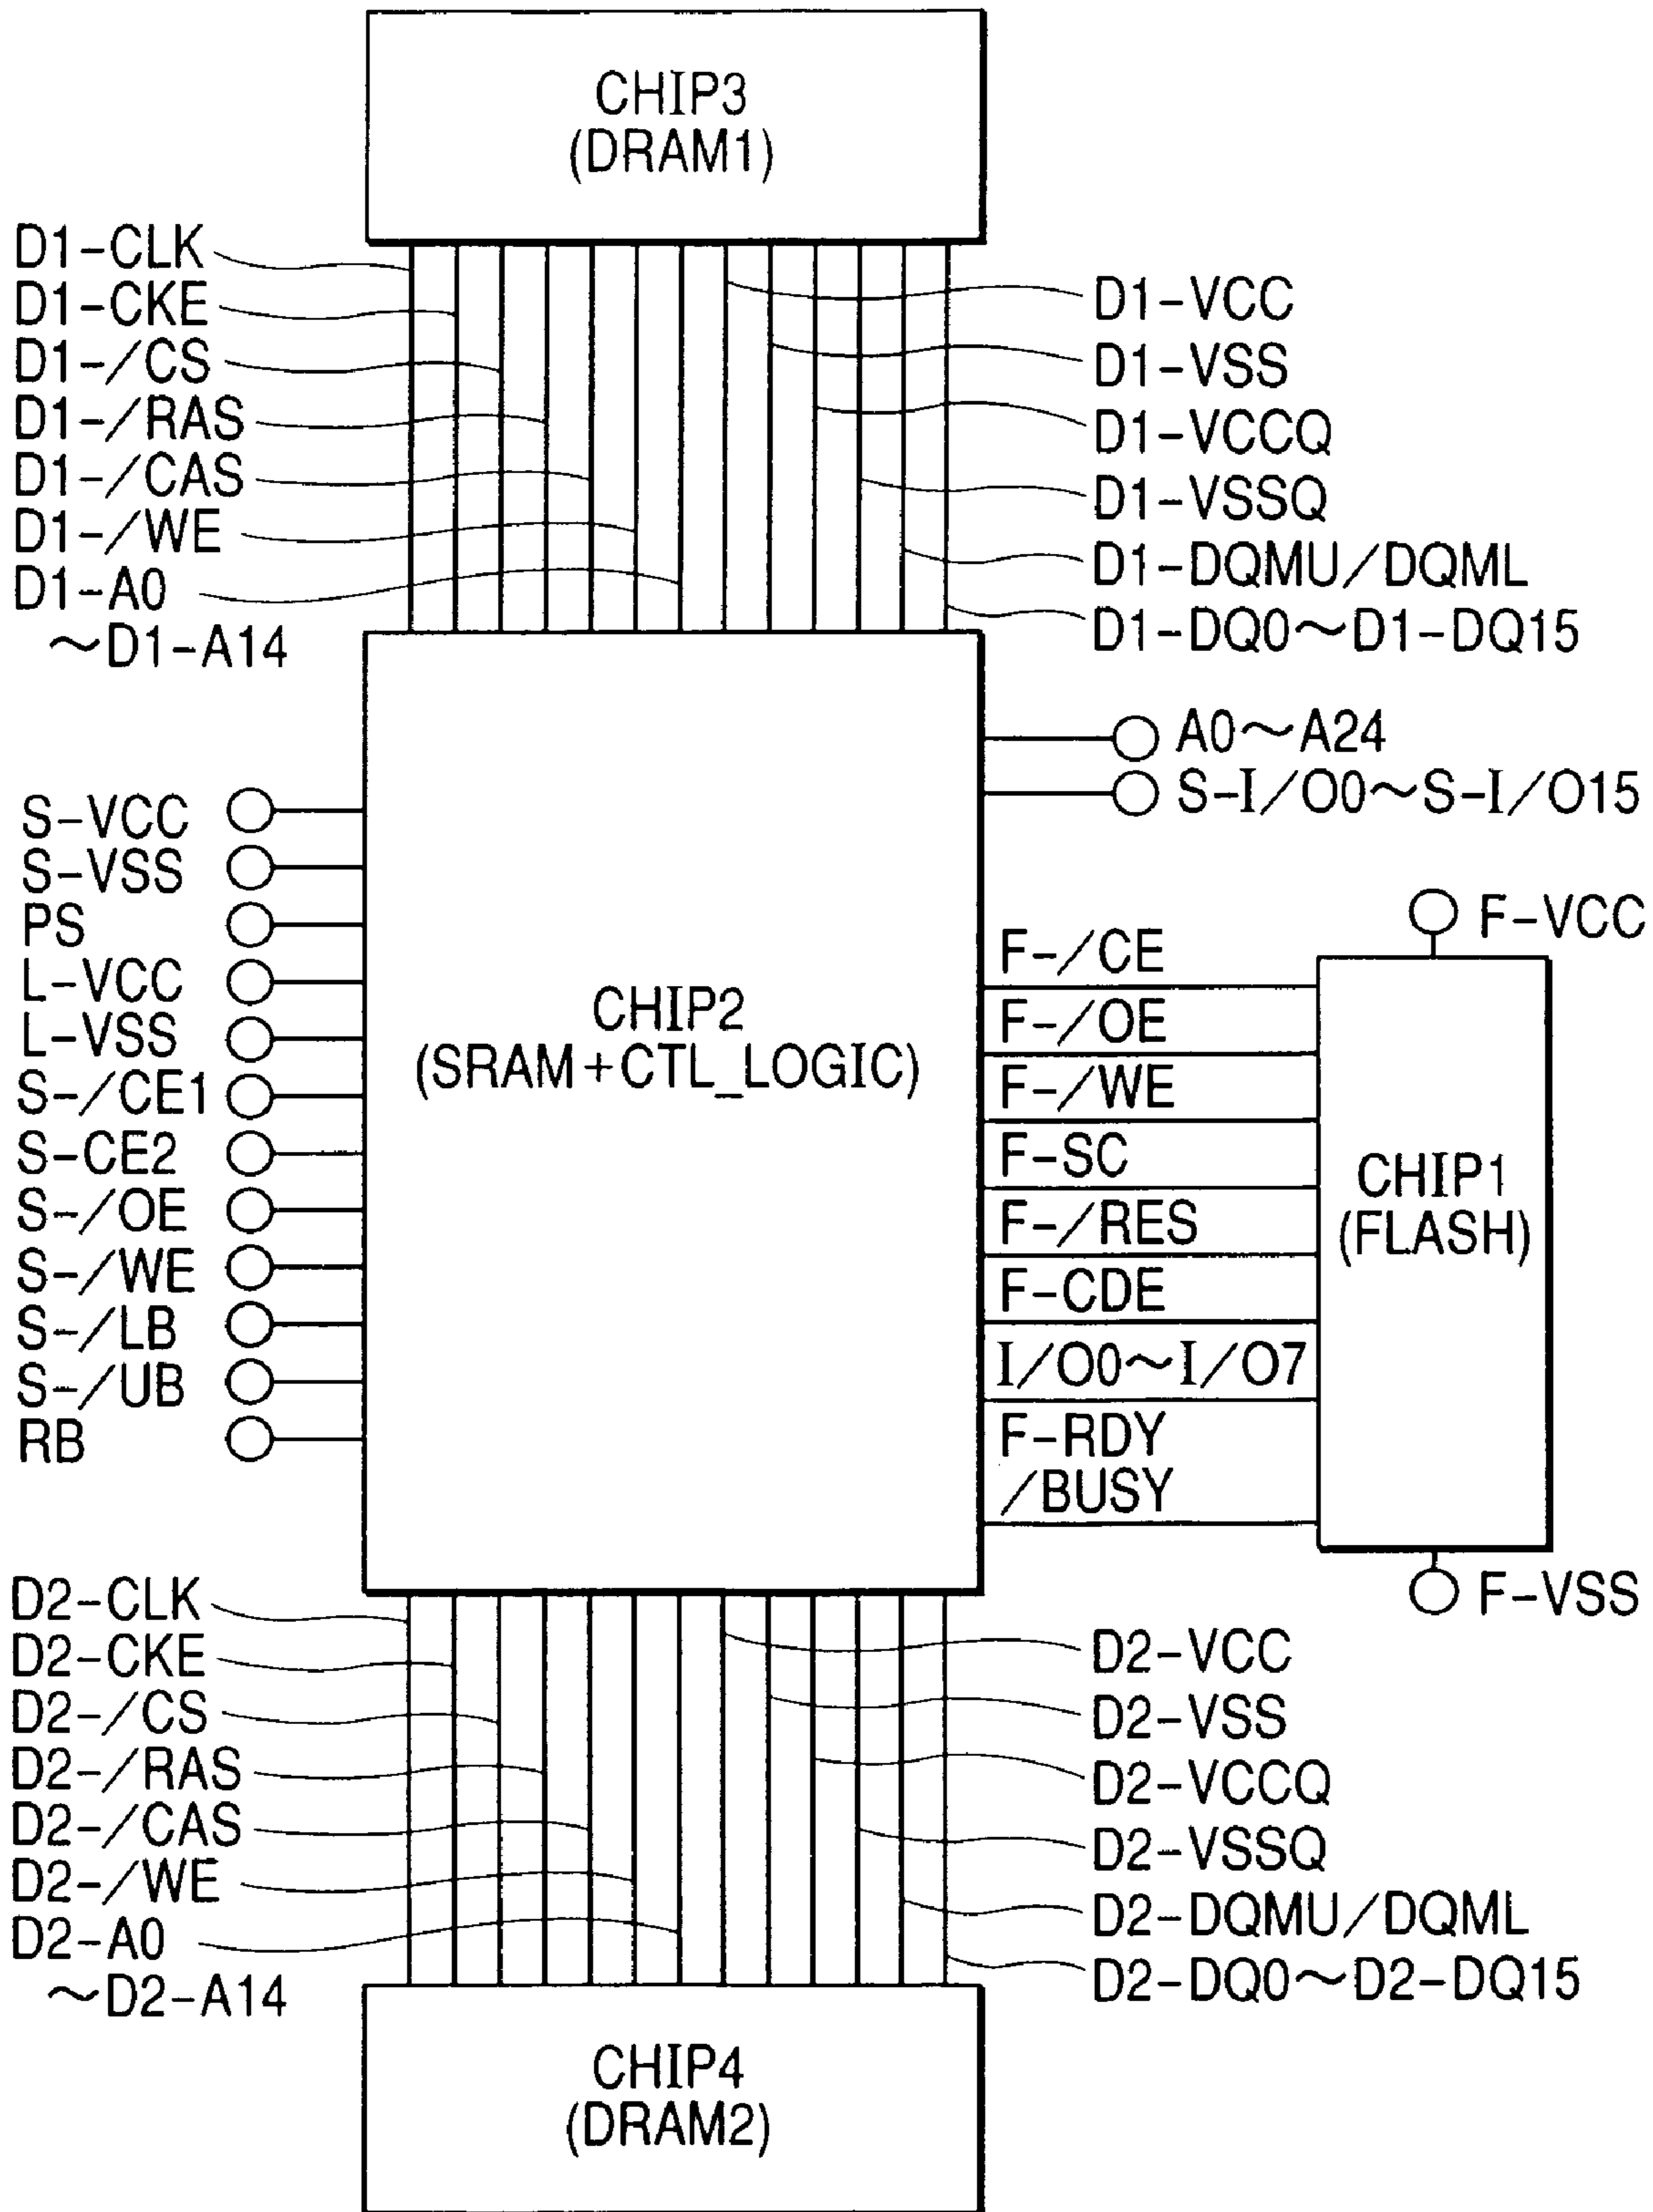 CHIP3
(DRAM1)
D1-CLK
D1-CKE
D1-/CS
D1-/RAS
D1-/CAS
D1-/WE
D1-A0
~D1-A14
D1-VCC
D1-VSS
D1-VCCQ
D1-VSSQ
D1-DQMU/DQML
D1-DQ0~D1-DQ15
A0~A24
S-I/O0~S-I/O15
S-VCC
S-VSS
PS
L-VCC
L-VSS
S-/CE1
S-CE2
S-/OE
S-/WE
S-/LB
S-/UB
RB
CHIP2
(SRAM+CTL_LOGIC)
F-/CE
F-/OE
F-/WE
F-SC
F-/RES
F-CDE
I/O0~I/O7
F-RDY
/BUSY
F-VCC
CHIP1
(FLASH)
F-VSS
D2-CLK
D2-CKE
D2-/CS
D2-/RAS
D2-/CAS
D2-/WE
D2-A0
~D2-A14
D2-VCC
D2-VSS
D2-VCCQ
D2-VSSQ
D2-DQMU/DQML
D2-DQ0~D2-DQ15
CHIP4
(DRAM2)